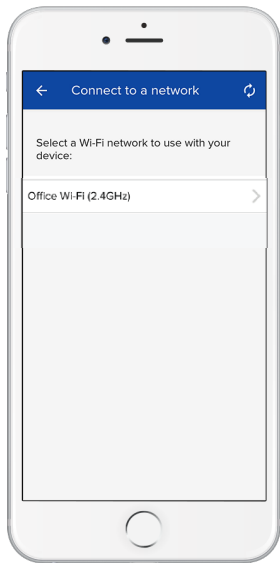 Connect to a network
Select a Wi-Fi network to use with your
device:
Office Wi-Fi (2.4GHz)